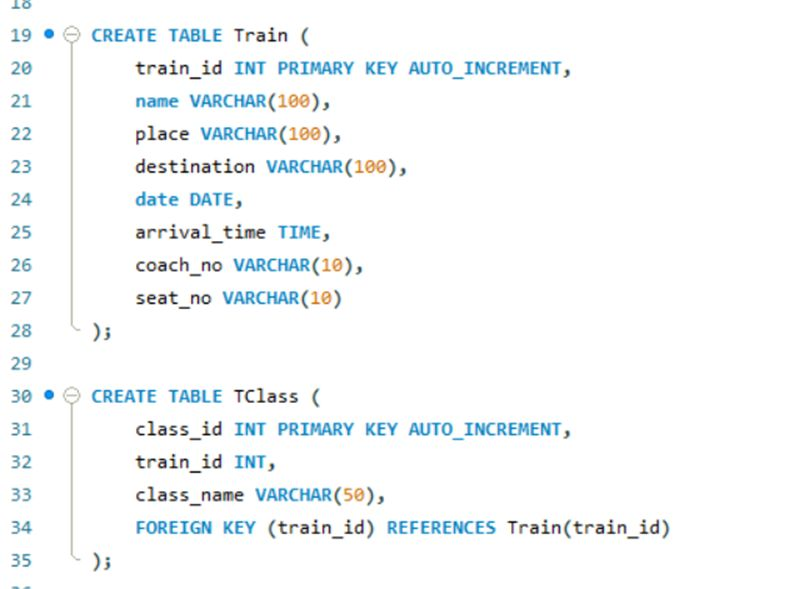 18
19 CREATE TABLE Train (
20 train_id INT PRIMARY KEY AUTO_INCREMENT,
21 name VARCHAR(100),
22 place VARCHAR(100),
23 destination VARCHAR(100),
24 date DATE,
25 arrival_time TIME,
26 coach_no VARCHAR(10),
27 seat_no VARCHAR(10)
28 );
29
30 CREATE TABLE TClass (
31 class_id INT PRIMARY KEY AUTO_INCREMENT,
32 train_id INT,
33 class_name VARCHAR(50),
34 FOREIGN KEY (train_id) REFERENCES Train(train_id)
35 );